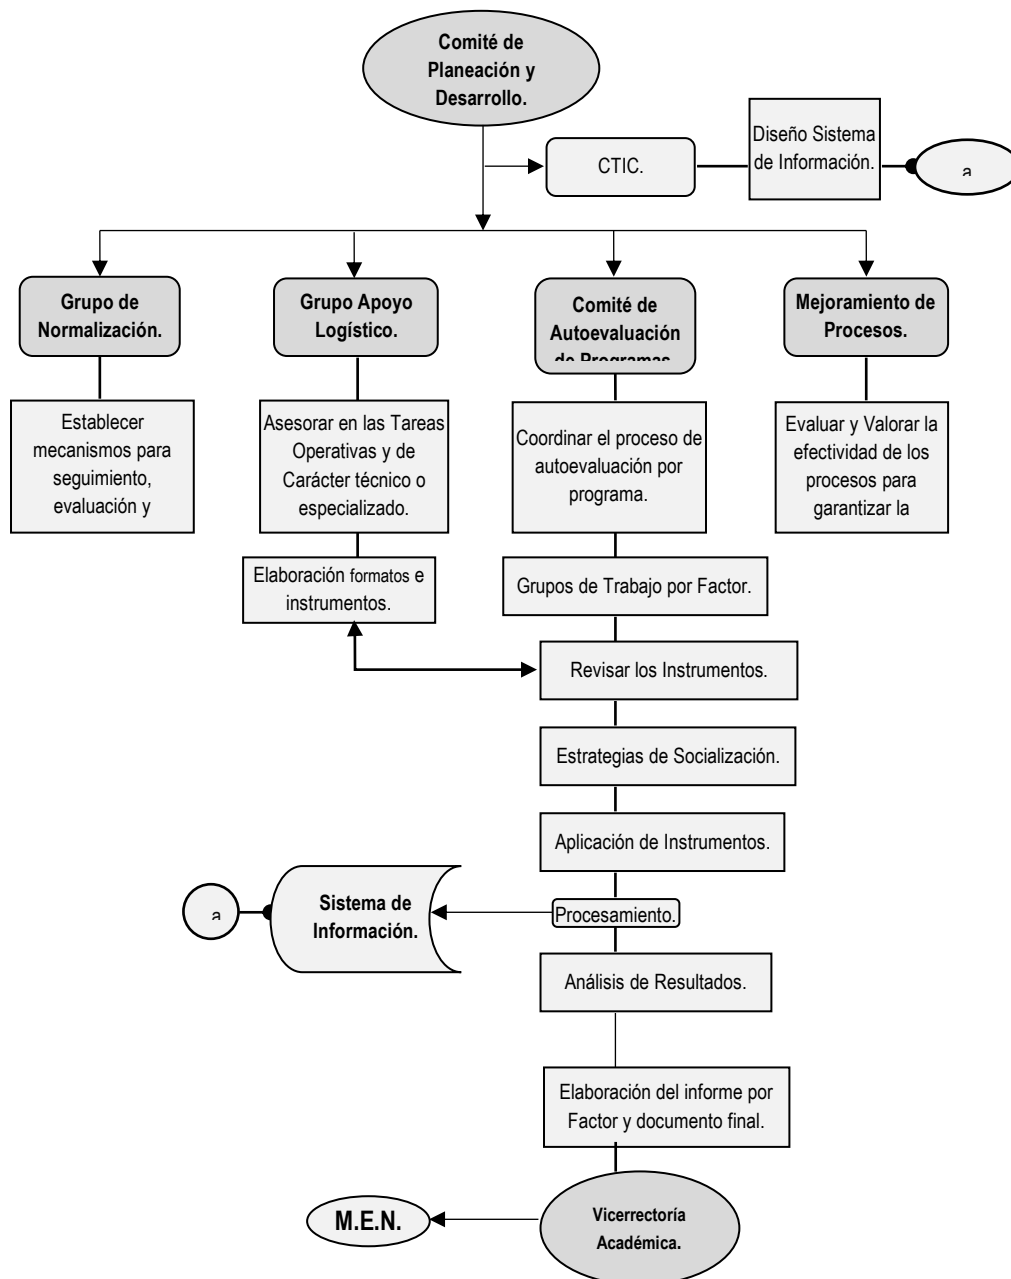 Comité de
Planeación y
Desarrollo.
CTIC.
Diseño Sistema
de Información.
a
Grupo de
Normalización.
Grupo Apoyo
Logístico.
Comité de
Autoevaluación
de Programas
Mejoramiento de
Procesos.
Establecer
mecanismos para
seguimiento,
evaluación y
Asesorar en las Tareas
Operativas y de
Carácter técnico o
especializado.
Coordinar el proceso de
autoevaluación por
programa.
Evaluar y Valorar la
efectividad de los
procesos para
garantizar la
Elaboración formatos e
instrumentos.
Grupos de Trabajo por Factor.
Revisar los Instrumentos.
Estrategias de Socialización.
Aplicación de Instrumentos.
a
Sistema de
Información.
Procesamiento.
Análisis de Resultados.
Elaboración del informe por
Factor y documento final.
M.E.N.
Vicerrectoría
Académica.